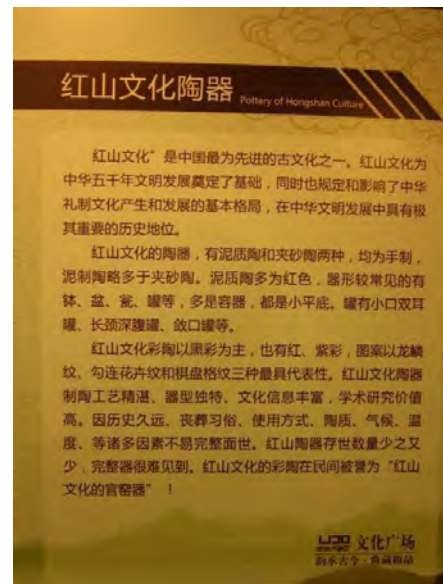 红山文化陶器 Pottery of Hongshan Culture
红山文化”是中国最为先进的古文化之一。红山文化为
中华五千年文明发展奠定了基础，同时也规定和影响了中华
礼制文化产生和发展的基本格局，在中华文明发展中具有极
其重要的历史地位。
红山文化的陶器，有泥质陶和夹砂陶两种，均为手制，
泥制陶略多于夹砂陶。泥质陶多为红色，器形较常见的有
钵、盆、瓮、罐等，多是容器，都是小平底。罐有小口双耳
罐、长颈深腹罐、敛口罐等。
红山文化彩陶以黑彩为主，也有红、紫彩，图案以龙鳞
纹、勾连花卉纹和棋盘格纹三种最具代表性。红山文化陶器
制陶工艺精湛、器型独特、文化信息丰富，学术研究价值
高。因历史久远、丧葬习俗、使用方式、陶质、气候、温
度、等诸多因素不易完整面世。红山陶器存世数量少之又
少，完整器很难见到。红山文化的彩陶在民间被誉为“红山
文化的官窑器”！
文化广场
韵承古今·典藏极品